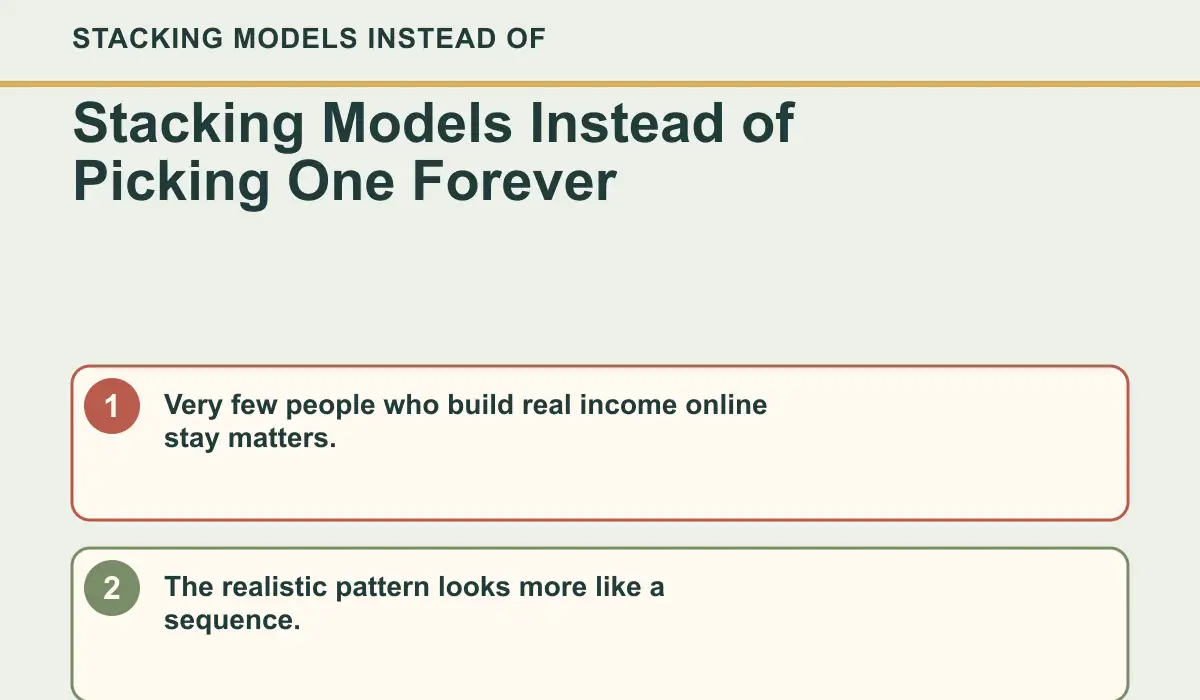 STACKING MODELS INSTEAD OF
Stacking Models Instead of
Picking One Forever
1
Very few people who build real income online
stay matters.
2
The realistic pattern looks more like a
sequence.